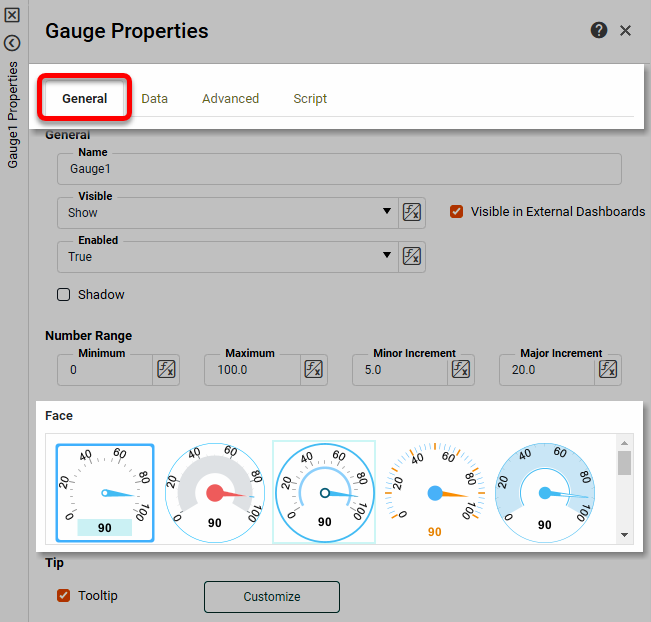 Gauge Properties
Gauge1 Properties
General Data Advanced Script
General
Name
Gauge1
Visible
Show
Visible in External Dashboards
Enabled
True
Shadow
Number Range
Minimum Maximum Minor Increment Major Increment
0 100.0 5.0 20.0
Face
0 20 40 60 80 100 90
0 20 40 60 80 100 90
0 20 40 60 80 100 90
0 20 40 60 80 100 90
0 20 40 60 80 100 90
Tip
Tooltip
Customize